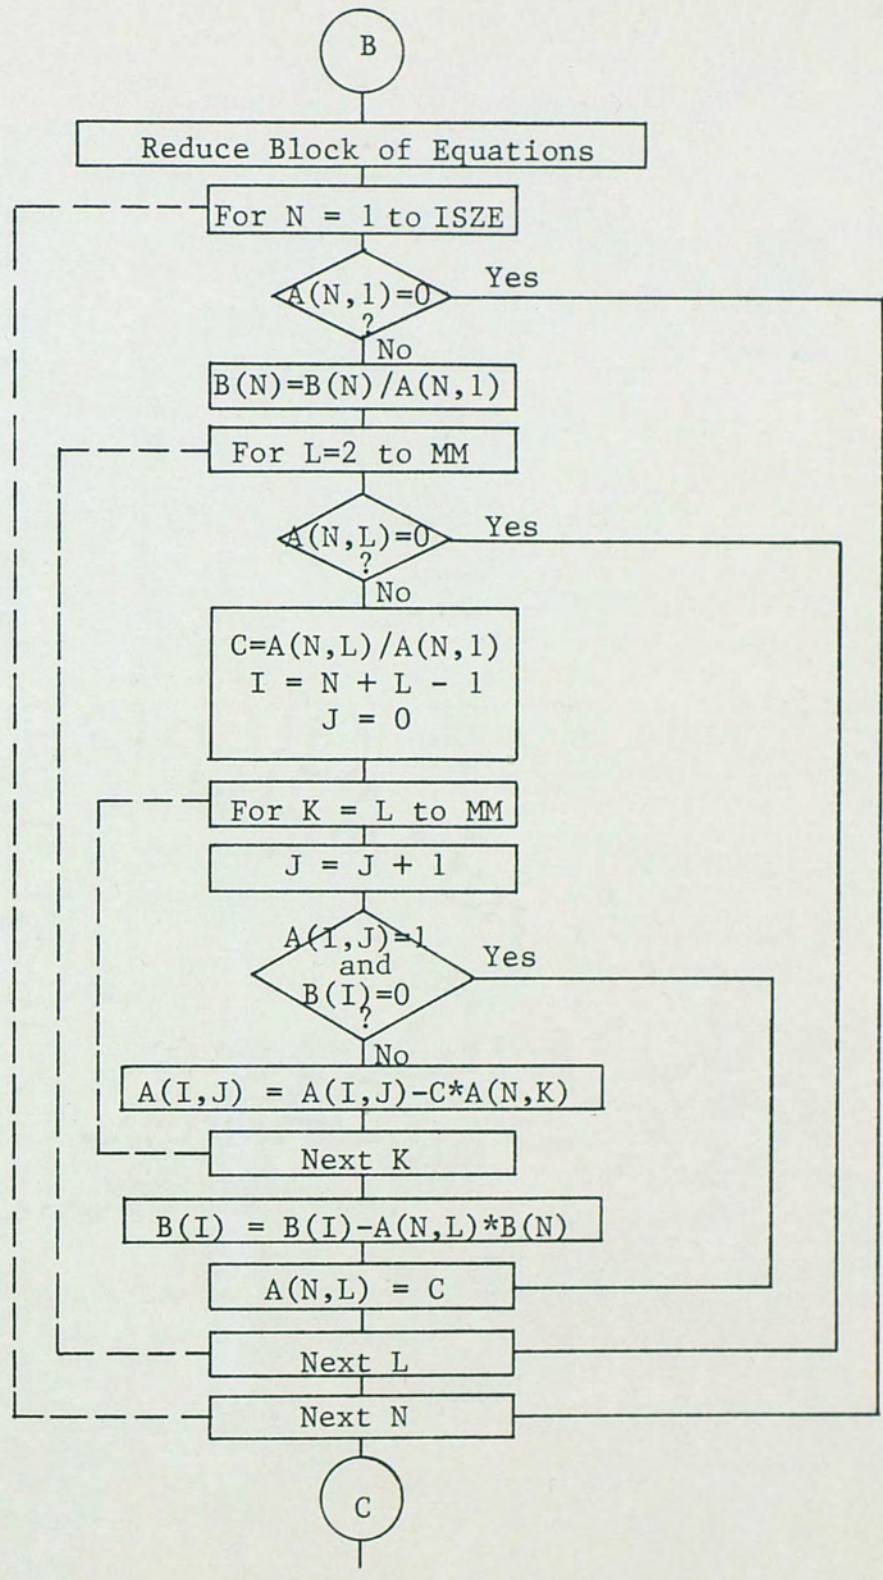 B
Reduce Block of Equations
For N = 1 to ISZE
A(N,1)=0
?
Yes
No
B(N)=B(N)/A(N,1)
For L=2 to MM
A(N,L)=0
?
Yes
No
C=A(N,L)/A(N,1)
I = N + L - 1
J = 0
For K = L to MM
J = J + 1
A(I,J)=1
and
B(I)=0
?
Yes
No
A(I,J) = A(I,J)-C*A(N,K)
Next K
B(I) = B(I)-A(N,L)*B(N)
A(N,L) = C
Next L
Next N
C